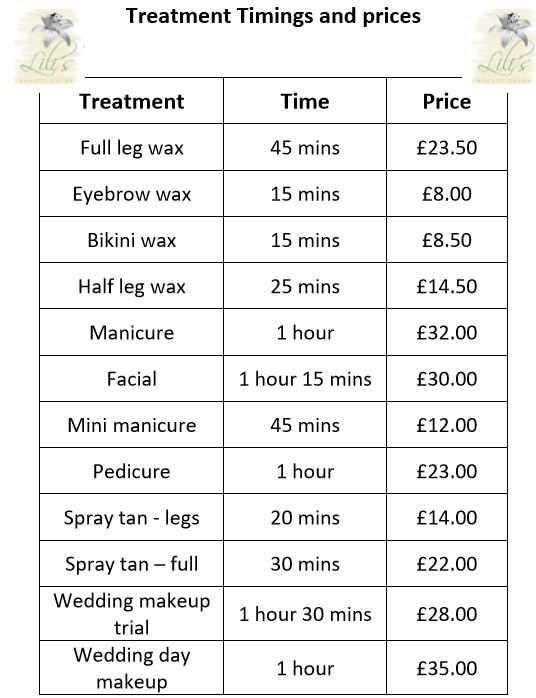 Treatment Timings and prices
Lili's
BEAUTY SALON
Lili's
BEAUTY SALON
Treatment Time Price
Full leg wax 45 mins £23.50
Eyebrow wax 15 mins £8.00
Bikini wax 15 mins £8.50
Half leg wax 25 mins £14.50
Manicure 1 hour £32.00
Facial 1 hour 15 mins £30.00
Mini manicure 45 mins £12.00
Pedicure 1 hour £23.00
Spray tan - legs 20 mins £14.00
Spray tan – full 30 mins £22.00
Wedding makeup
trial 1 hour 30 mins £28.00
Wedding day
makeup 1 hour £35.00